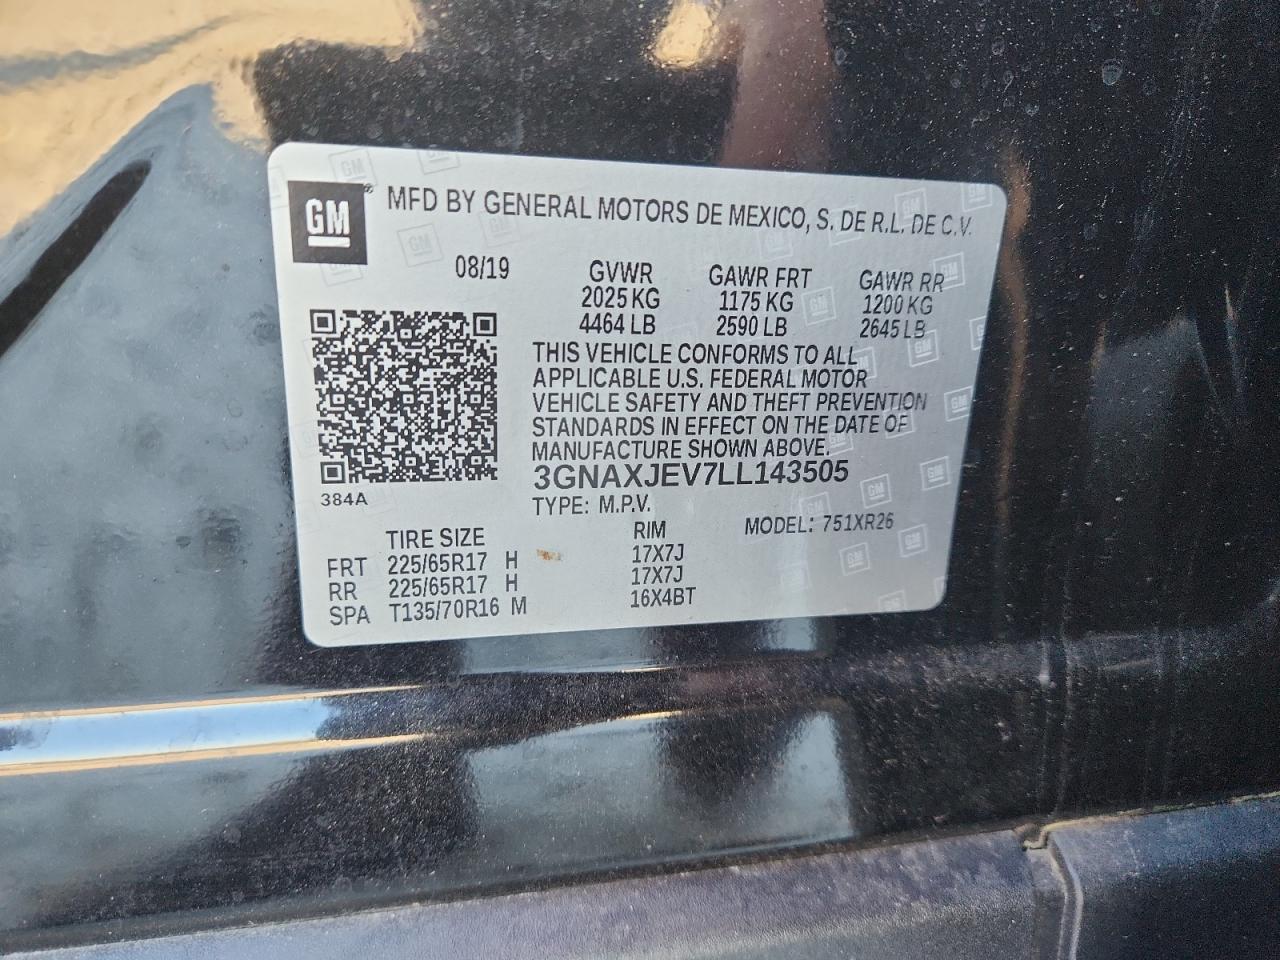 GM ® MFD BY GENERAL MOTORS DE MEXICO, S. DE R.L. DE C.V.
08/19 GVWR GAWR FRT GAWR RR
2025 KG 1175 KG 1200 KG
4464 LB 2590 LB 2645 LB
THIS VEHICLE CONFORMS TO ALL
APPLICABLE U.S. FEDERAL MOTOR
VEHICLE SAFETY AND THEFT PREVENTION
STANDARDS IN EFFECT ON THE DATE OF
MANUFACTURE SHOWN ABOVE.
3GNAXJEV7LL143505
384A
TYPE: M.P.V.
TIRE SIZE RIM MODEL: 751XR26
FRT 225/65R17 H 17X7J
RR 225/65R17 H 17X7J
SPA T135/70R16 M 16X4BT